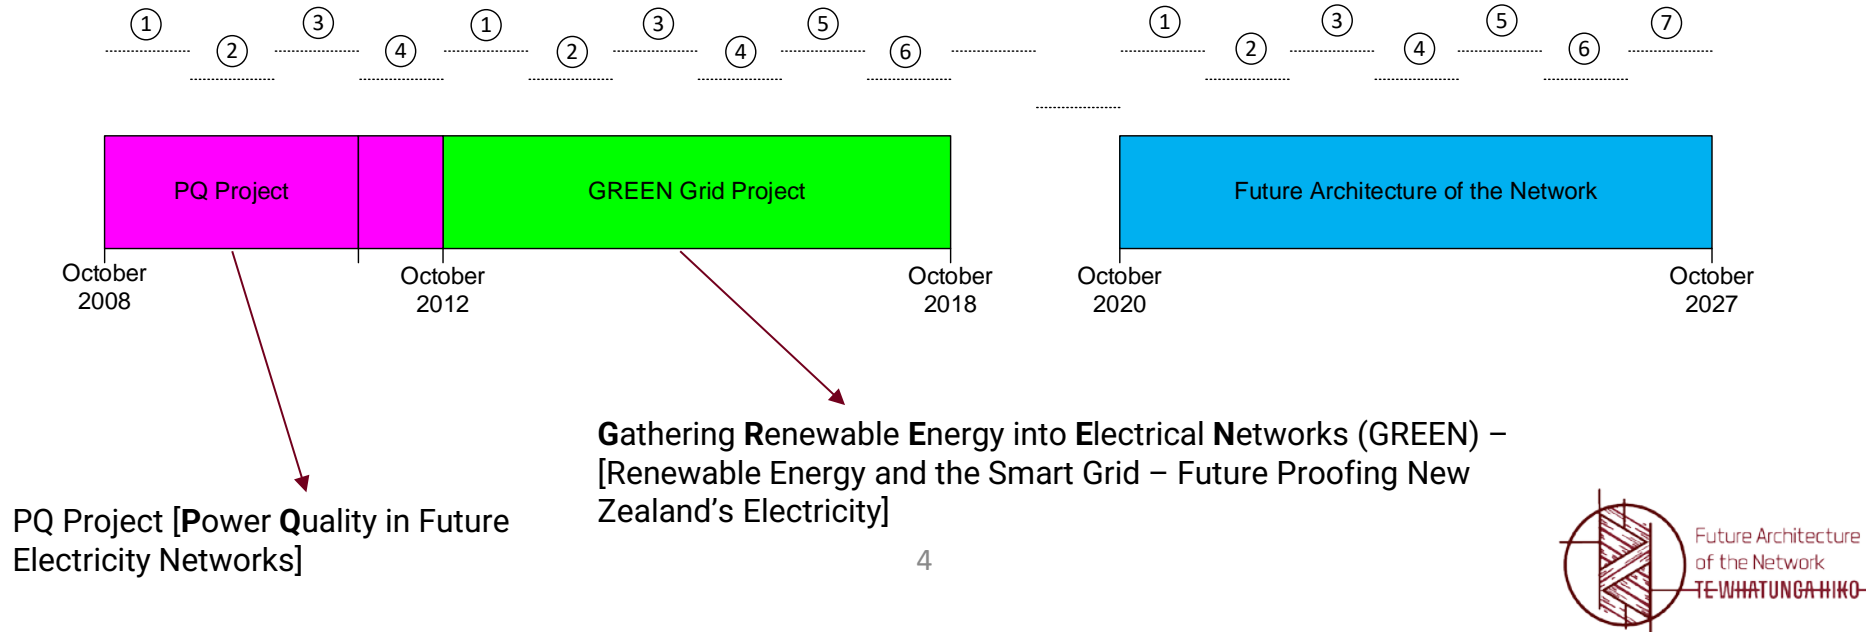 ① ③ ① ③ ⑤ ① ③ ⑤ ⑦
② ④ ② ④ ⑥ ② ④ ⑥
PQ Project
GREEN Grid Project
Future Architecture of the Network
October
2008
October
2012
October
2018
October
2020
October
2027
Gathering Renewable Energy into Electrical Networks (GREEN) –
[Renewable Energy and the Smart Grid – Future Proofing New
Zealand’s Electricity]
PQ Project [Power Quality in Future
Electricity Networks]
4
Future Architecture
of the Network
TE WHATUNGA HIKO